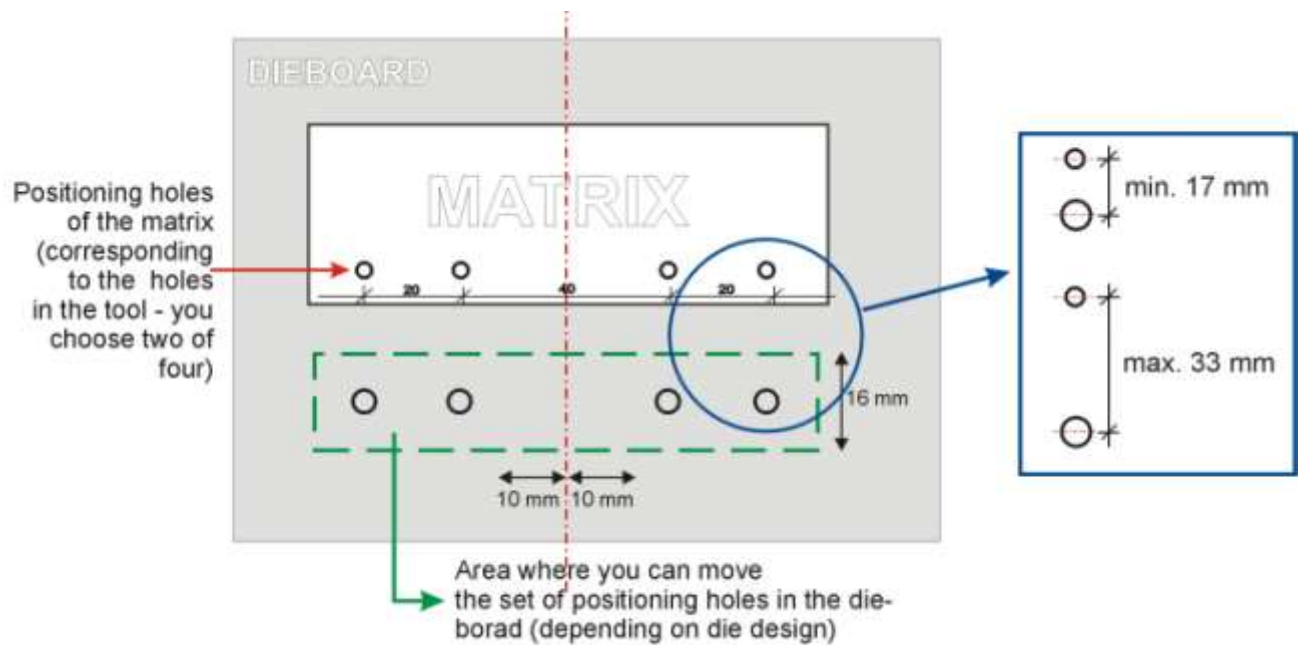 DIEBOARD
MATRIX
Positioning holes
of the matrix
(corresponding
to the holes
in the tool - you
choose two of
four)
20
40
20
16 mm
10 mm
10 mm
min. 17 mm
max. 33 mm
Area where you can move
the set of positioning holes in the die-
borad (depending on die design)